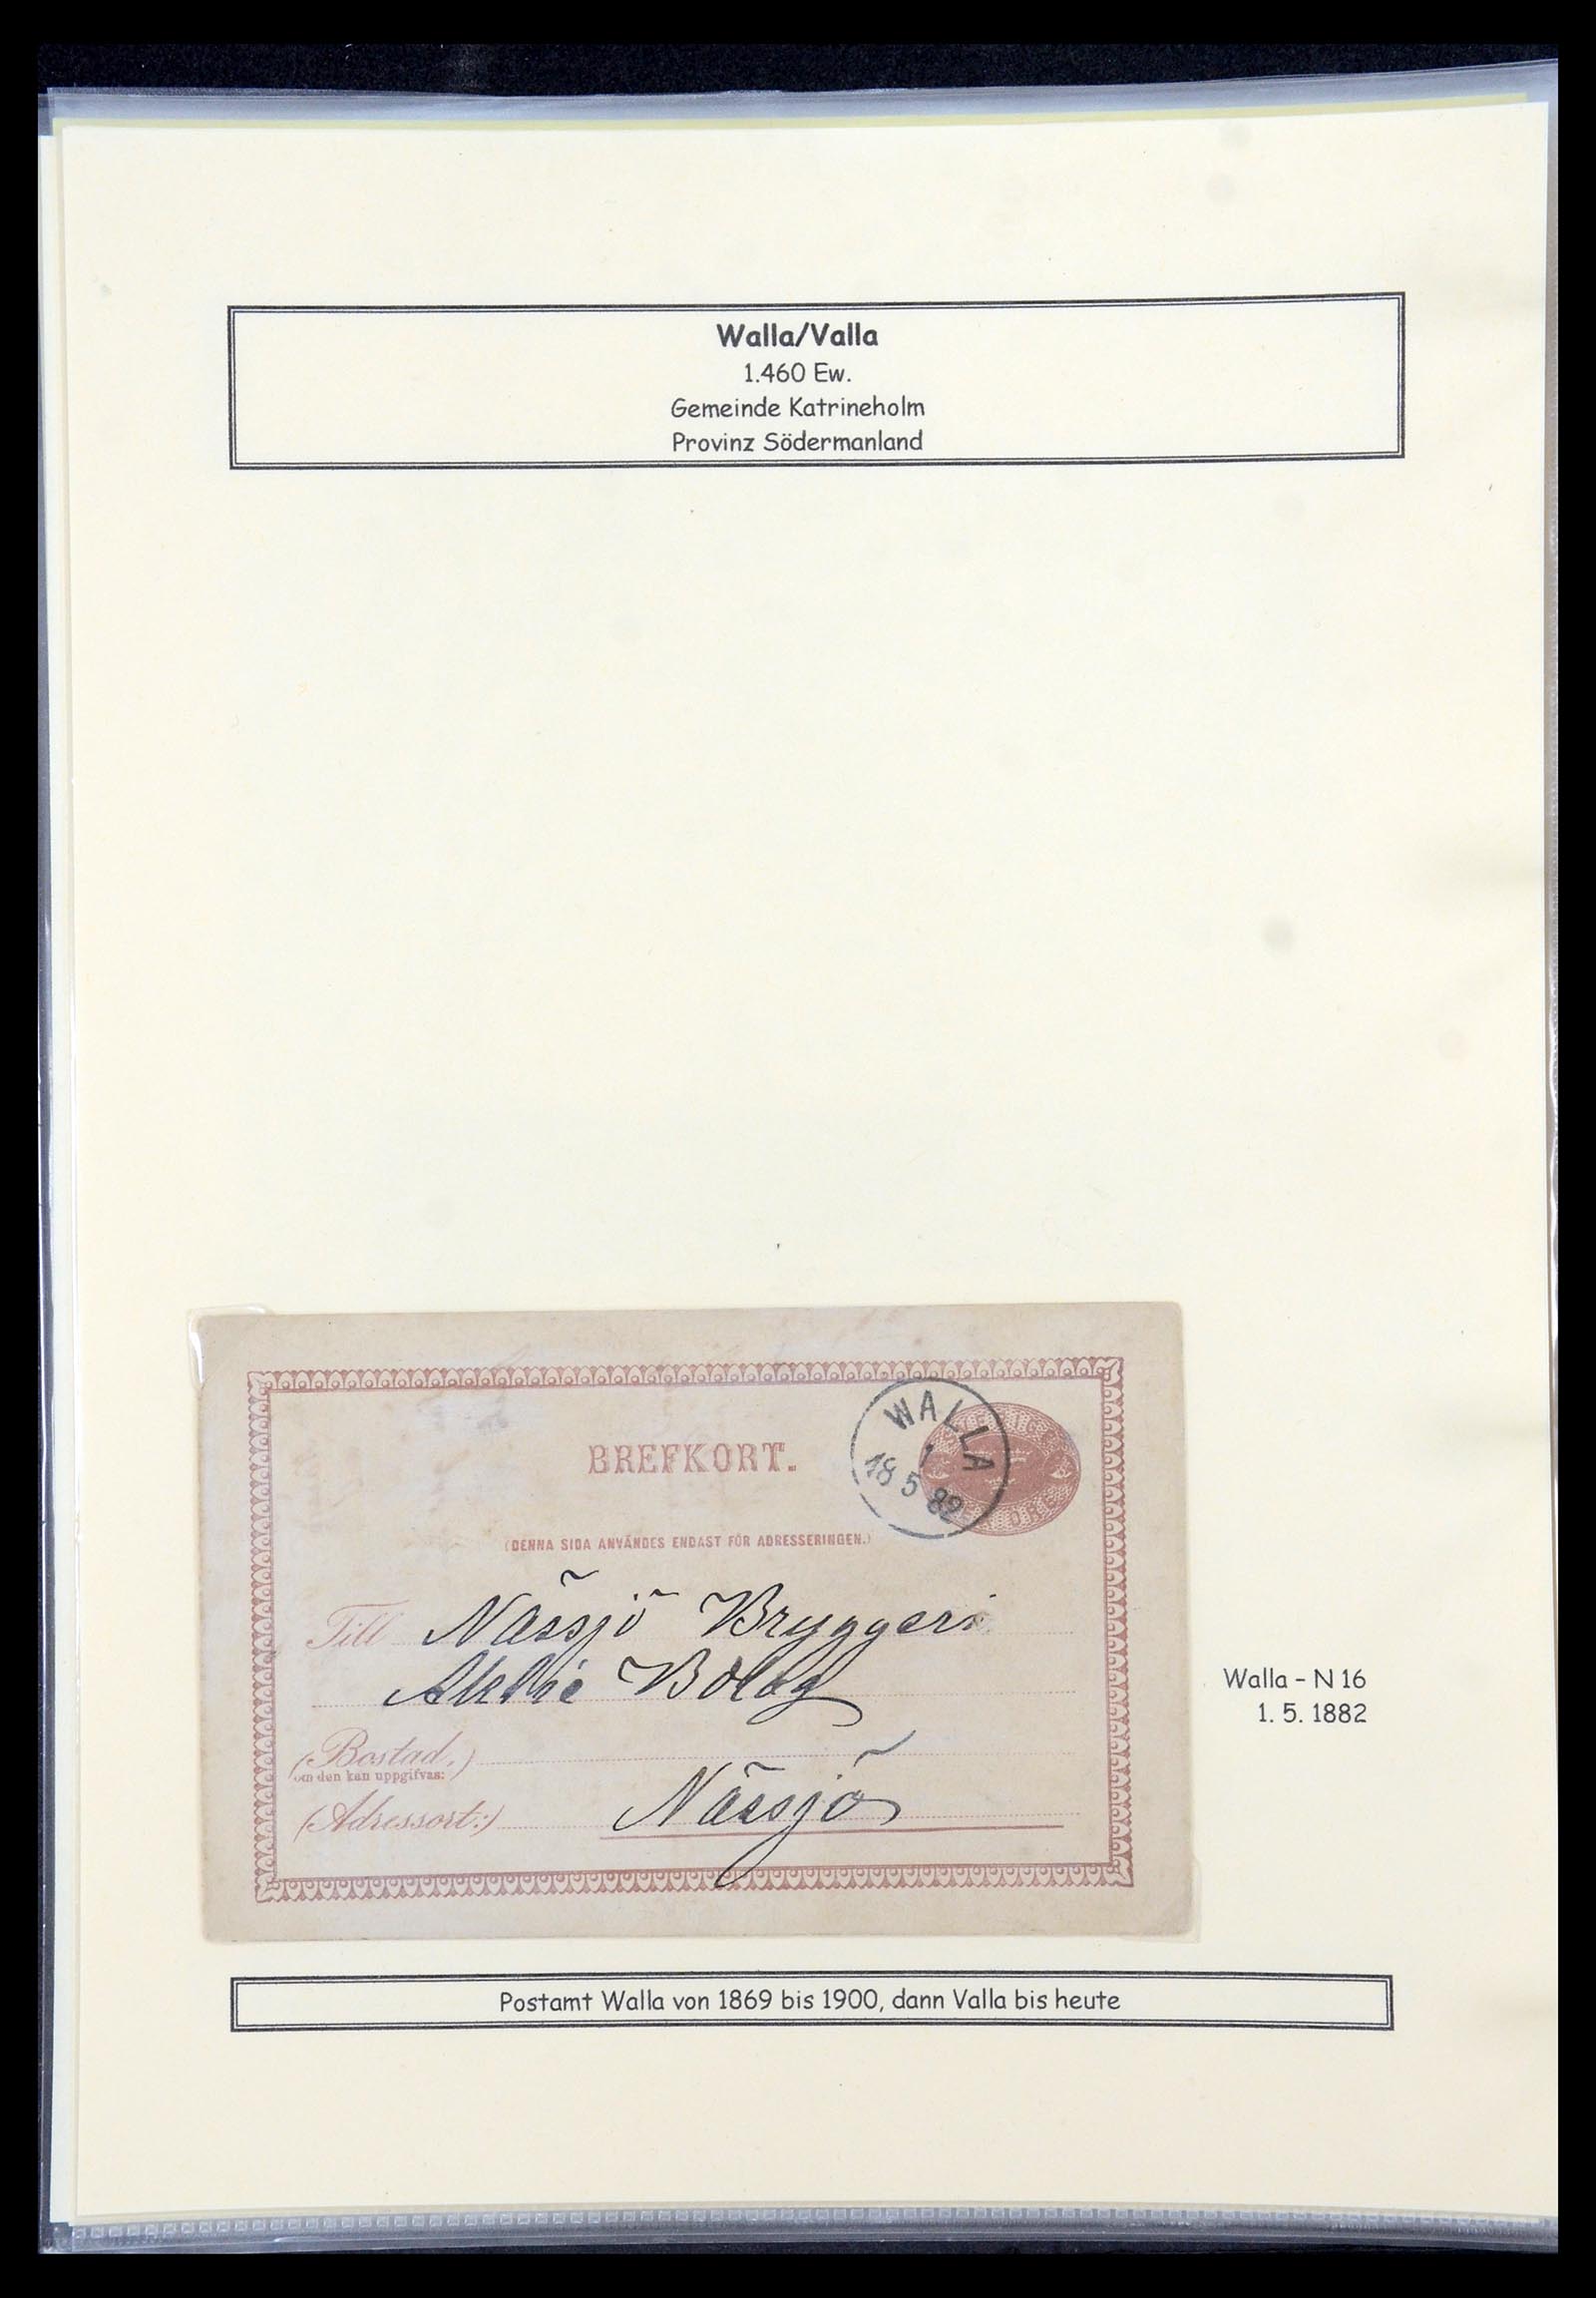 Walla/Valla
1.460 Ew.
Gemeinde Katrineholm
Provinz Södermanland
BREFKORT.
WALLA
1
18 5 82
ÖRE
(DENNA SIDA ANVÄNDES ENDAST FÖR ADRESSERINGEN.)
Till Nässjö Bryggeri
Aktie Bolag
(Bostad,)
om den kan uppgifvas:
(Adressort:) Nässjö
Walla - N 16
1. 5. 1882
Postamt Walla von 1869 bis 1900, dann Valla bis heute